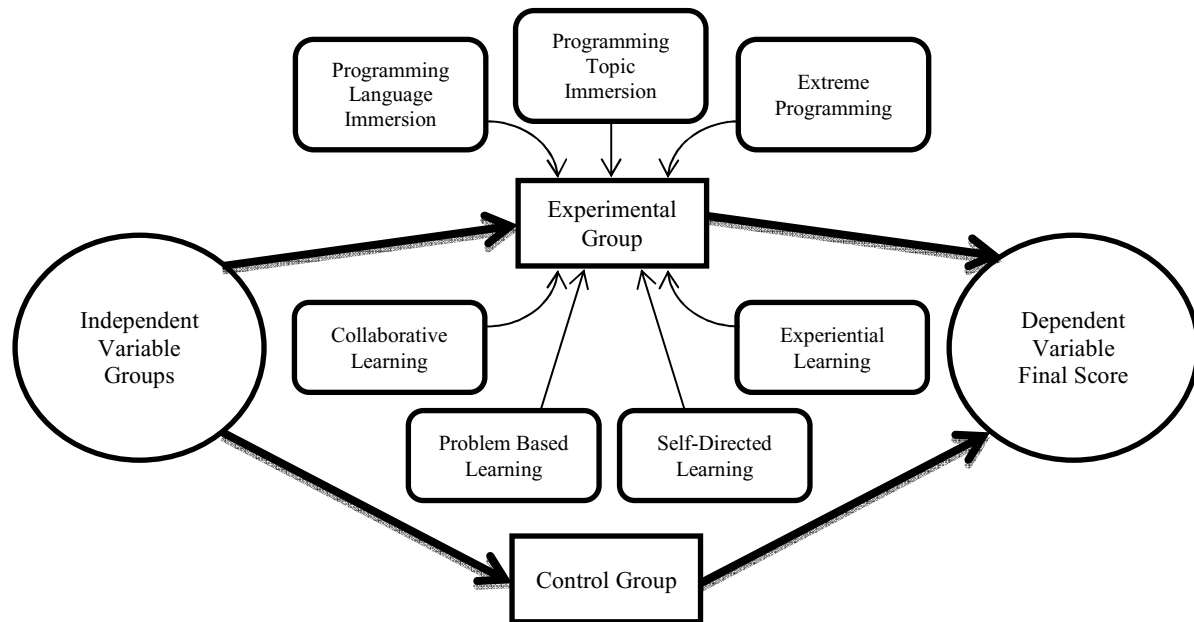 Programming
Language
Immersion
Programming
Topic
Immersion
Extreme
Programming
Experimental
Group
Independent
Variable
Groups
Collaborative
Learning
Experiential
Learning
Dependent
Variable
Final Score
Problem Based
Learning
Self-Directed
Learning
Control Group